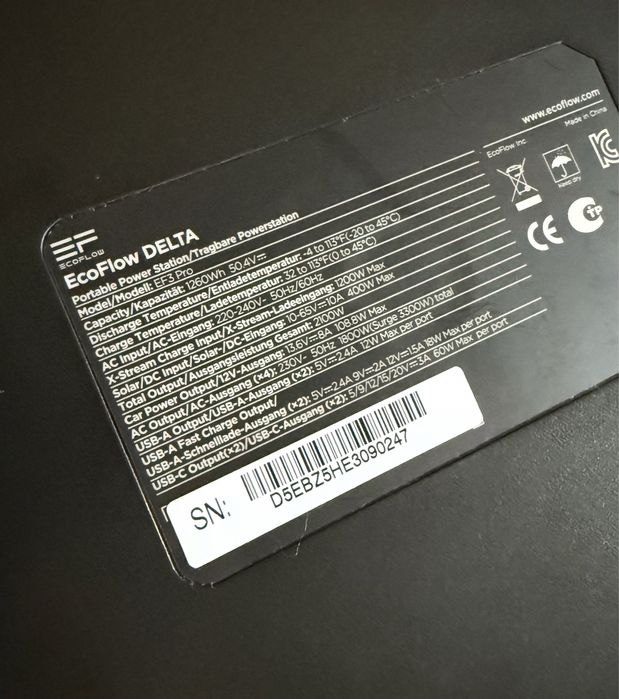 EF
ECOFLOW
EcoFlow DELTA
Portable Power Station/Tragbare Powerstation
Model/Modell: EF3 Pro
Capacity/Kapazität: 1260Wh 50.4V⎓
Discharge Temperature/Entladetemperatur: -4 to 113°F(-20 to 45°C)
Charge Temperature/Ladetemperatur: 32 to 113°F(0 to 45°C)
AC Input/AC-Eingang: 220-240V~ 50Hz/60Hz
X-Stream Charge Input/X-Stream-Ladeeingang: 1200W Max
Solar/DC Input/Solar-/DC-Eingang: 10-65V⎓10A 400W Max
Total Output/Ausgangsleistung Gesamt: 2100W
Car Power Output/12V-Ausgang: 13.6V⎓8A 108.8W Max
AC Output/AC-Ausgang (×4): 230V~ 50Hz 1800W(Surge 3300W) total
USB-A Output/USB-A-Ausgang (×2): 5V⎓2.4A 12W Max per port
USB-A Fast Charge Output/
USB-A-Schnelllade-Ausgang (×2): 5V⎓2.4A 9V⎓2A 12V⎓1.5A 18W Max per port
USB-C Output(×2)/USB-C-Ausgang (×2): 5/9/12/15/20V⎓3A 60W Max per port
www.ecoflow.com
Made in China
EcoFlow Inc.
Keep dry
CE
SN:
D5EBZ5HE3090247